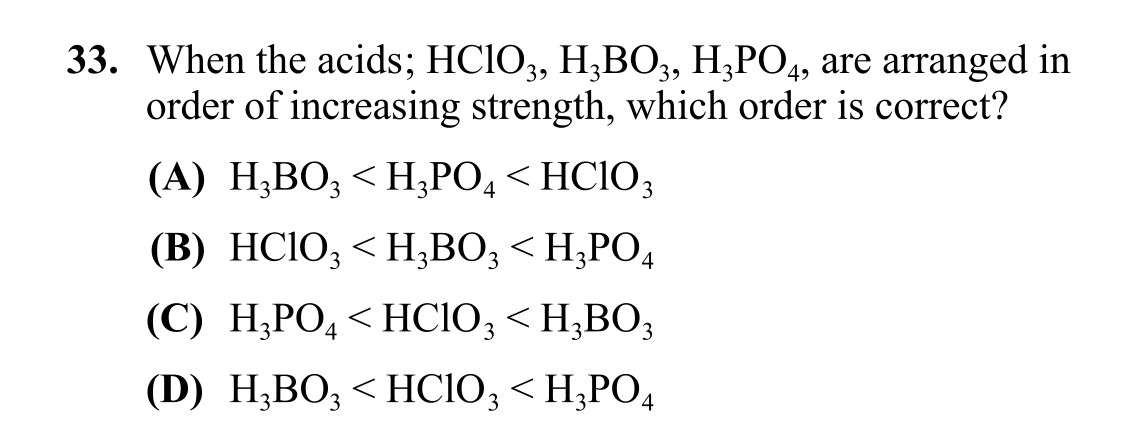 33. When the acids; HClO₃, H₃BO₃, H₃PO₄, are arranged in
order of increasing strength, which order is correct?
(A) H₃BO₃ < H₃PO₄ < HClO₃
(B) HClO₃ < H₃BO₃ < H₃PO₄
(C) H₃PO₄ < HClO₃ < H₃BO₃
(D) H₃BO₃ < HClO₃ < H₃PO₄